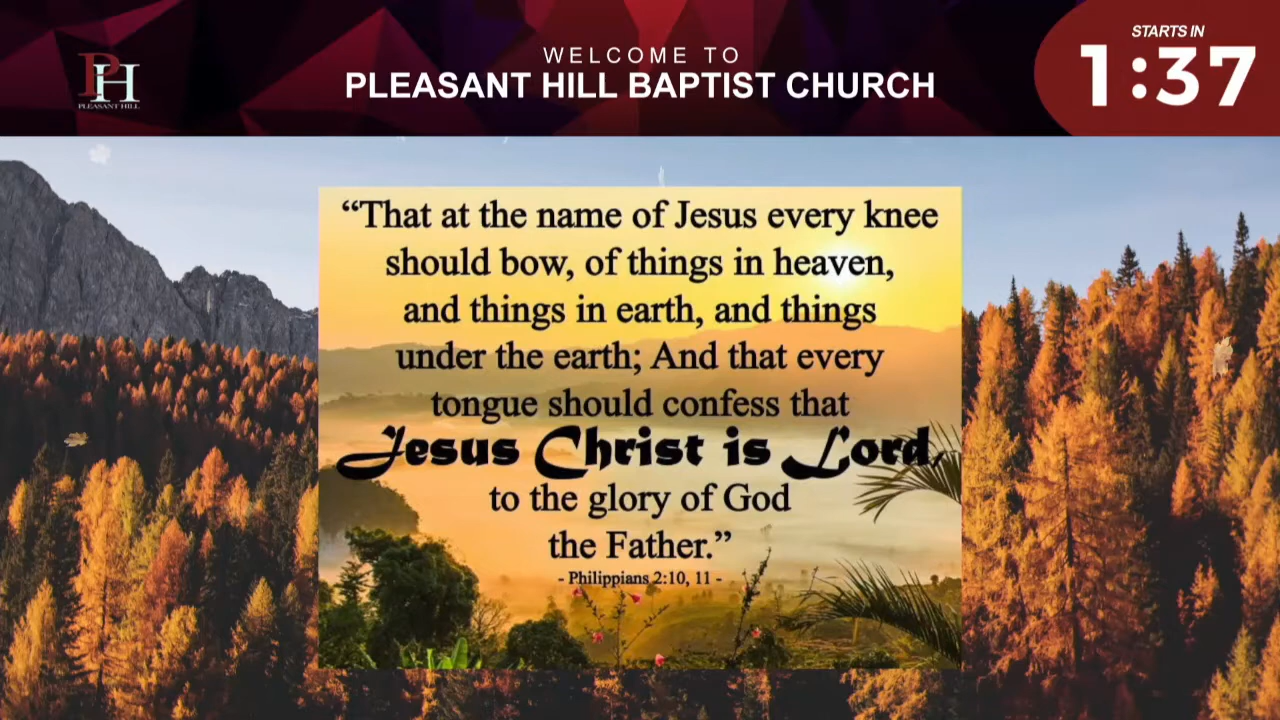 PH
PLEASANT HILL
WELCOME TO
PLEASANT HILL BAPTIST CHURCH
STARTS IN
1:37
“That at the name of Jesus every knee
should bow, of things in heaven,
and things in earth, and things
under the earth; And that every
tongue should confess that
Jesus Christ is Lord,
to the glory of God
the Father.”
- Philippians 2:10, 11 -